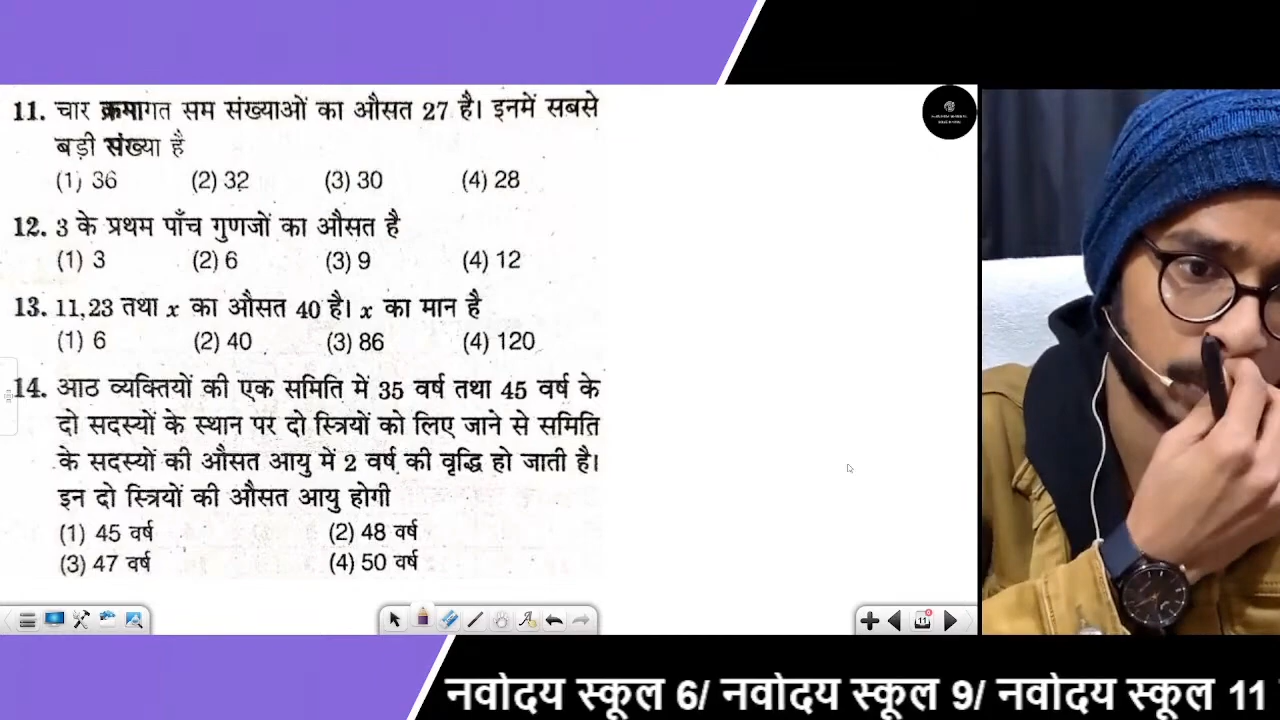 11. चार क्रमागत सम संख्याओं का औसत 27 है। इनमें सबसे
बड़ी संख्या है
(1) 36 (2) 32 (3) 30 (4) 28
12. 3 के प्रथम पाँच गुणजों का औसत है
(1) 3 (2) 6 (3) 9 (4) 12
13. 11, 23 तथा x का औसत 40 है। x का मान है
(1) 6 (2) 40 (3) 86 (4) 120
14. आठ व्यक्तियों की एक समिति में 35 वर्ष तथा 45 वर्ष के
दो सदस्यों के स्थान पर दो स्त्रियों को लिए जाने से समिति
के सदस्यों की औसत आयु में 2 वर्ष की वृद्धि हो जाती है।
इन दो स्त्रियों की औसत आयु होगी
(1) 45 वर्ष (2) 48 वर्ष
(3) 47 वर्ष (4) 50 वर्ष
11
नवोदय स्कूल 6/ नवोदय स्कूल 9/ नवोदय स्कूल 11